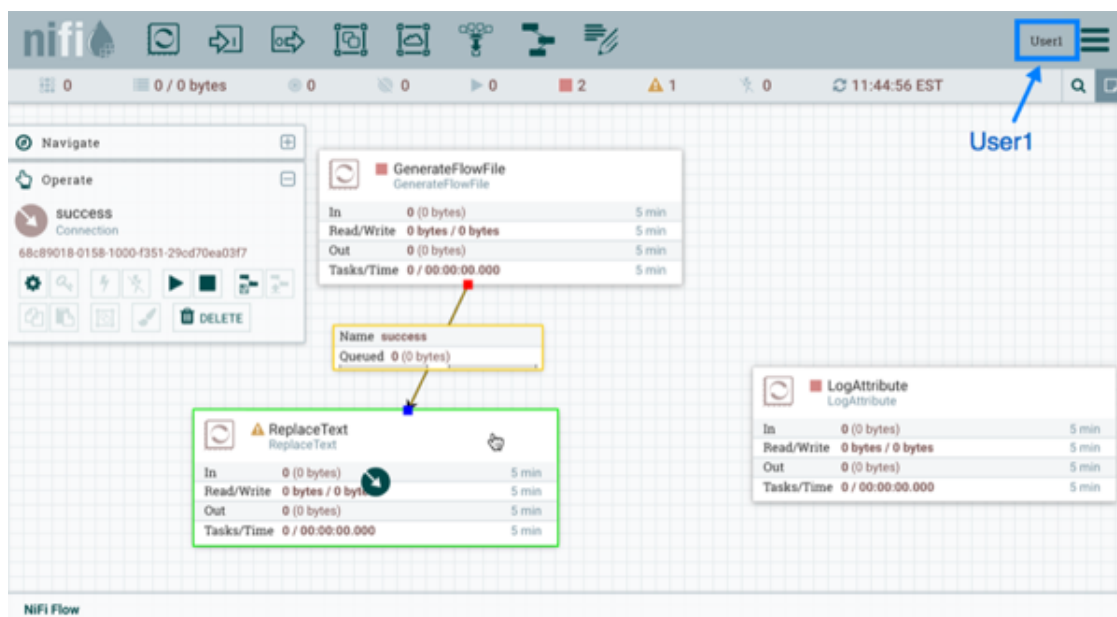 nifi
User1
0
0 / 0 bytes
0
0
0
2
1
0
11:44:56 EST
User1
Navigate
Operate
success
Connection
68c89018-0158-1000-f351-29cd70ea03f7
DELETE
GenerateFlowFile
GenerateFlowFile
In 0 (0 bytes) 5 min
Read/Write 0 bytes / 0 bytes 5 min
Out 0 (0 bytes) 5 min
Tasks/Time 0 / 00:00:00.000 5 min
Name success
Queued 0 (0 bytes)
ReplaceText
ReplaceText
In 0 (0 bytes) 5 min
Read/Write 0 bytes / 0 5 min
Out 0 (0 bytes) 5 min
Tasks/Time 0 / 00:00:00.000 5 min
LogAttribute
LogAttribute
In 0 (0 bytes) 5 min
Read/Write 0 bytes / 0 bytes 5 min
Out 0 (0 bytes) 5 min
Tasks/Time 0 / 00:00:00.000 5 min
NiFi Flow